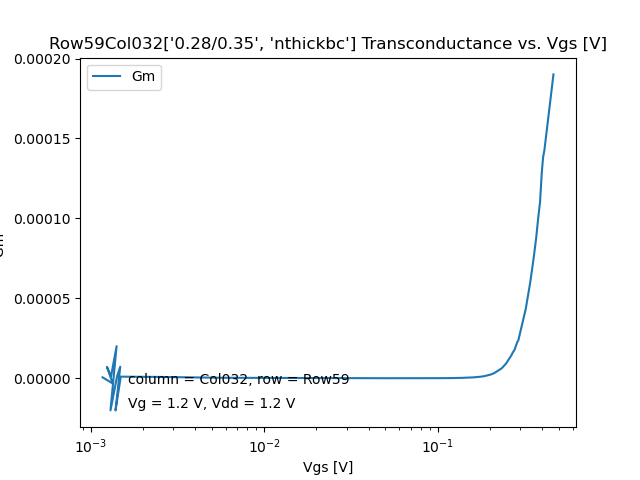 Row59Col032['0.28/0.35', 'nthickbc'] Transconductance vs. Vgs [V]
Gm
0.00020
0.00015
0.00010
0.00005
0.00000
column = Col032, row = Row59
Vg = 1.2 V, Vdd = 1.2 V
10⁻³
10⁻²
10⁻¹
Vgs [V]